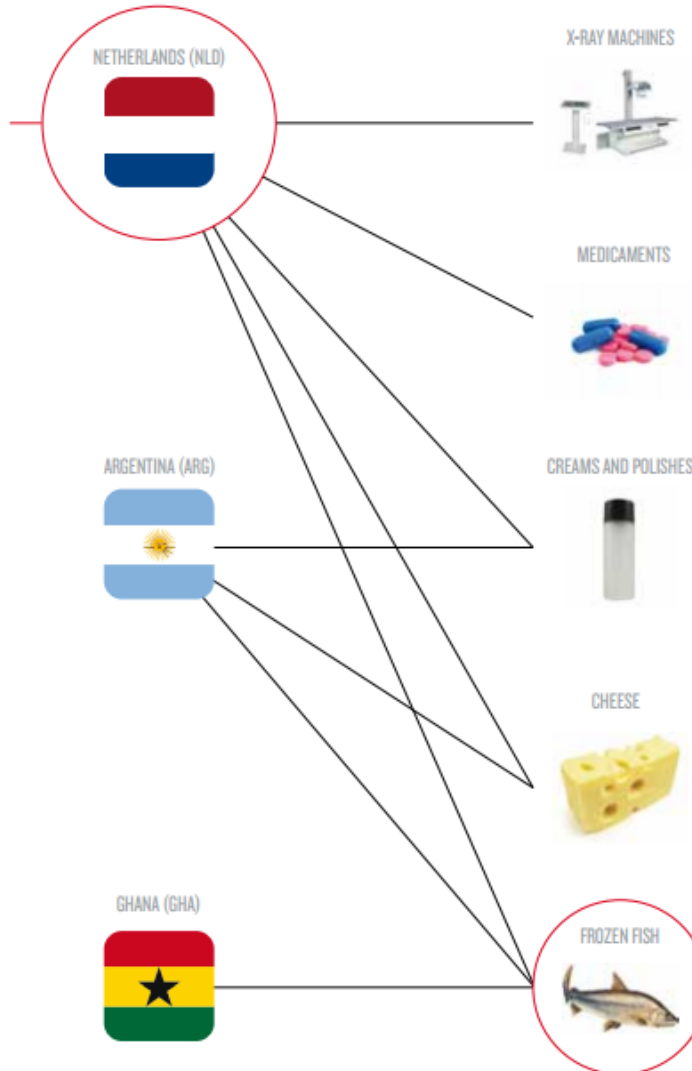 NETHERLANDS (NLD)
X-RAY MACHINES
MEDICAMENTS
ARGENTINA (ARG)
CREAMS AND POLISHES
CHEESE
GHANA (GHA)
FROZEN FISH